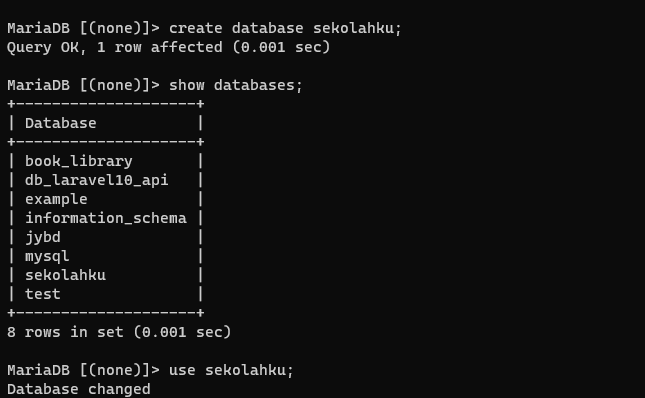 MariaDB [(none)]> create database sekolahku;
Query OK, 1 row affected (0.001 sec)
MariaDB [(none)]> show databases;
+--------------------+
| Database           |
+--------------------+
| book_library       |
| db_laravel10_api   |
| example            |
| information_schema |
| jybd               |
| mysql              |
| sekolahku          |
| test               |
+--------------------+
8 rows in set (0.001 sec)
MariaDB [(none)]> use sekolahku;
Database changed